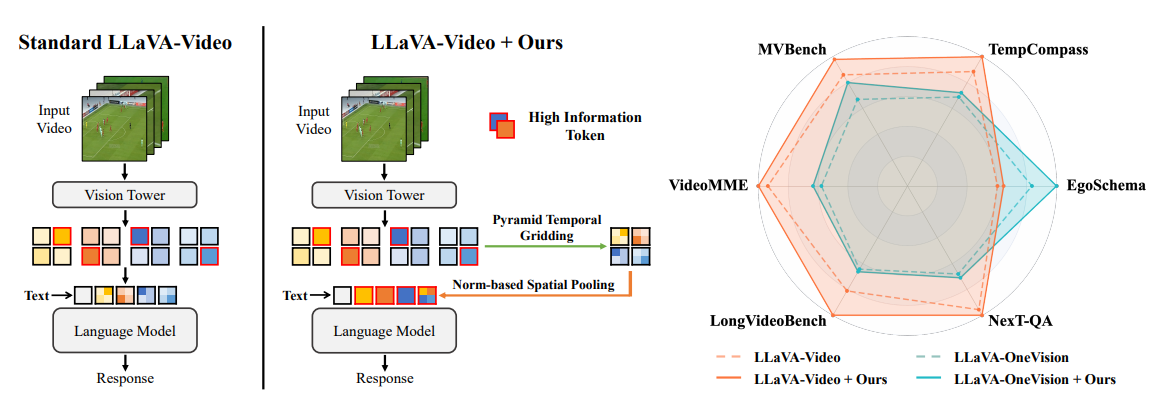 Standard LLaVA-Video
Input
Video
Vision Tower
Text
Language Model
Response
LLaVA-Video + Ours
Input
Video
High Information
Token
Vision Tower
Pyramid Temporal
Gridding
Norm-based Spatial Pooling
Text
Language Model
Response
MVBench
TempCompass
VideoMME
EgoSchema
LongVideoBench
NexT-QA
LLaVA-Video
LLaVA-OneVision
LLaVA-Video + Ours
LLaVA-OneVision + Ours